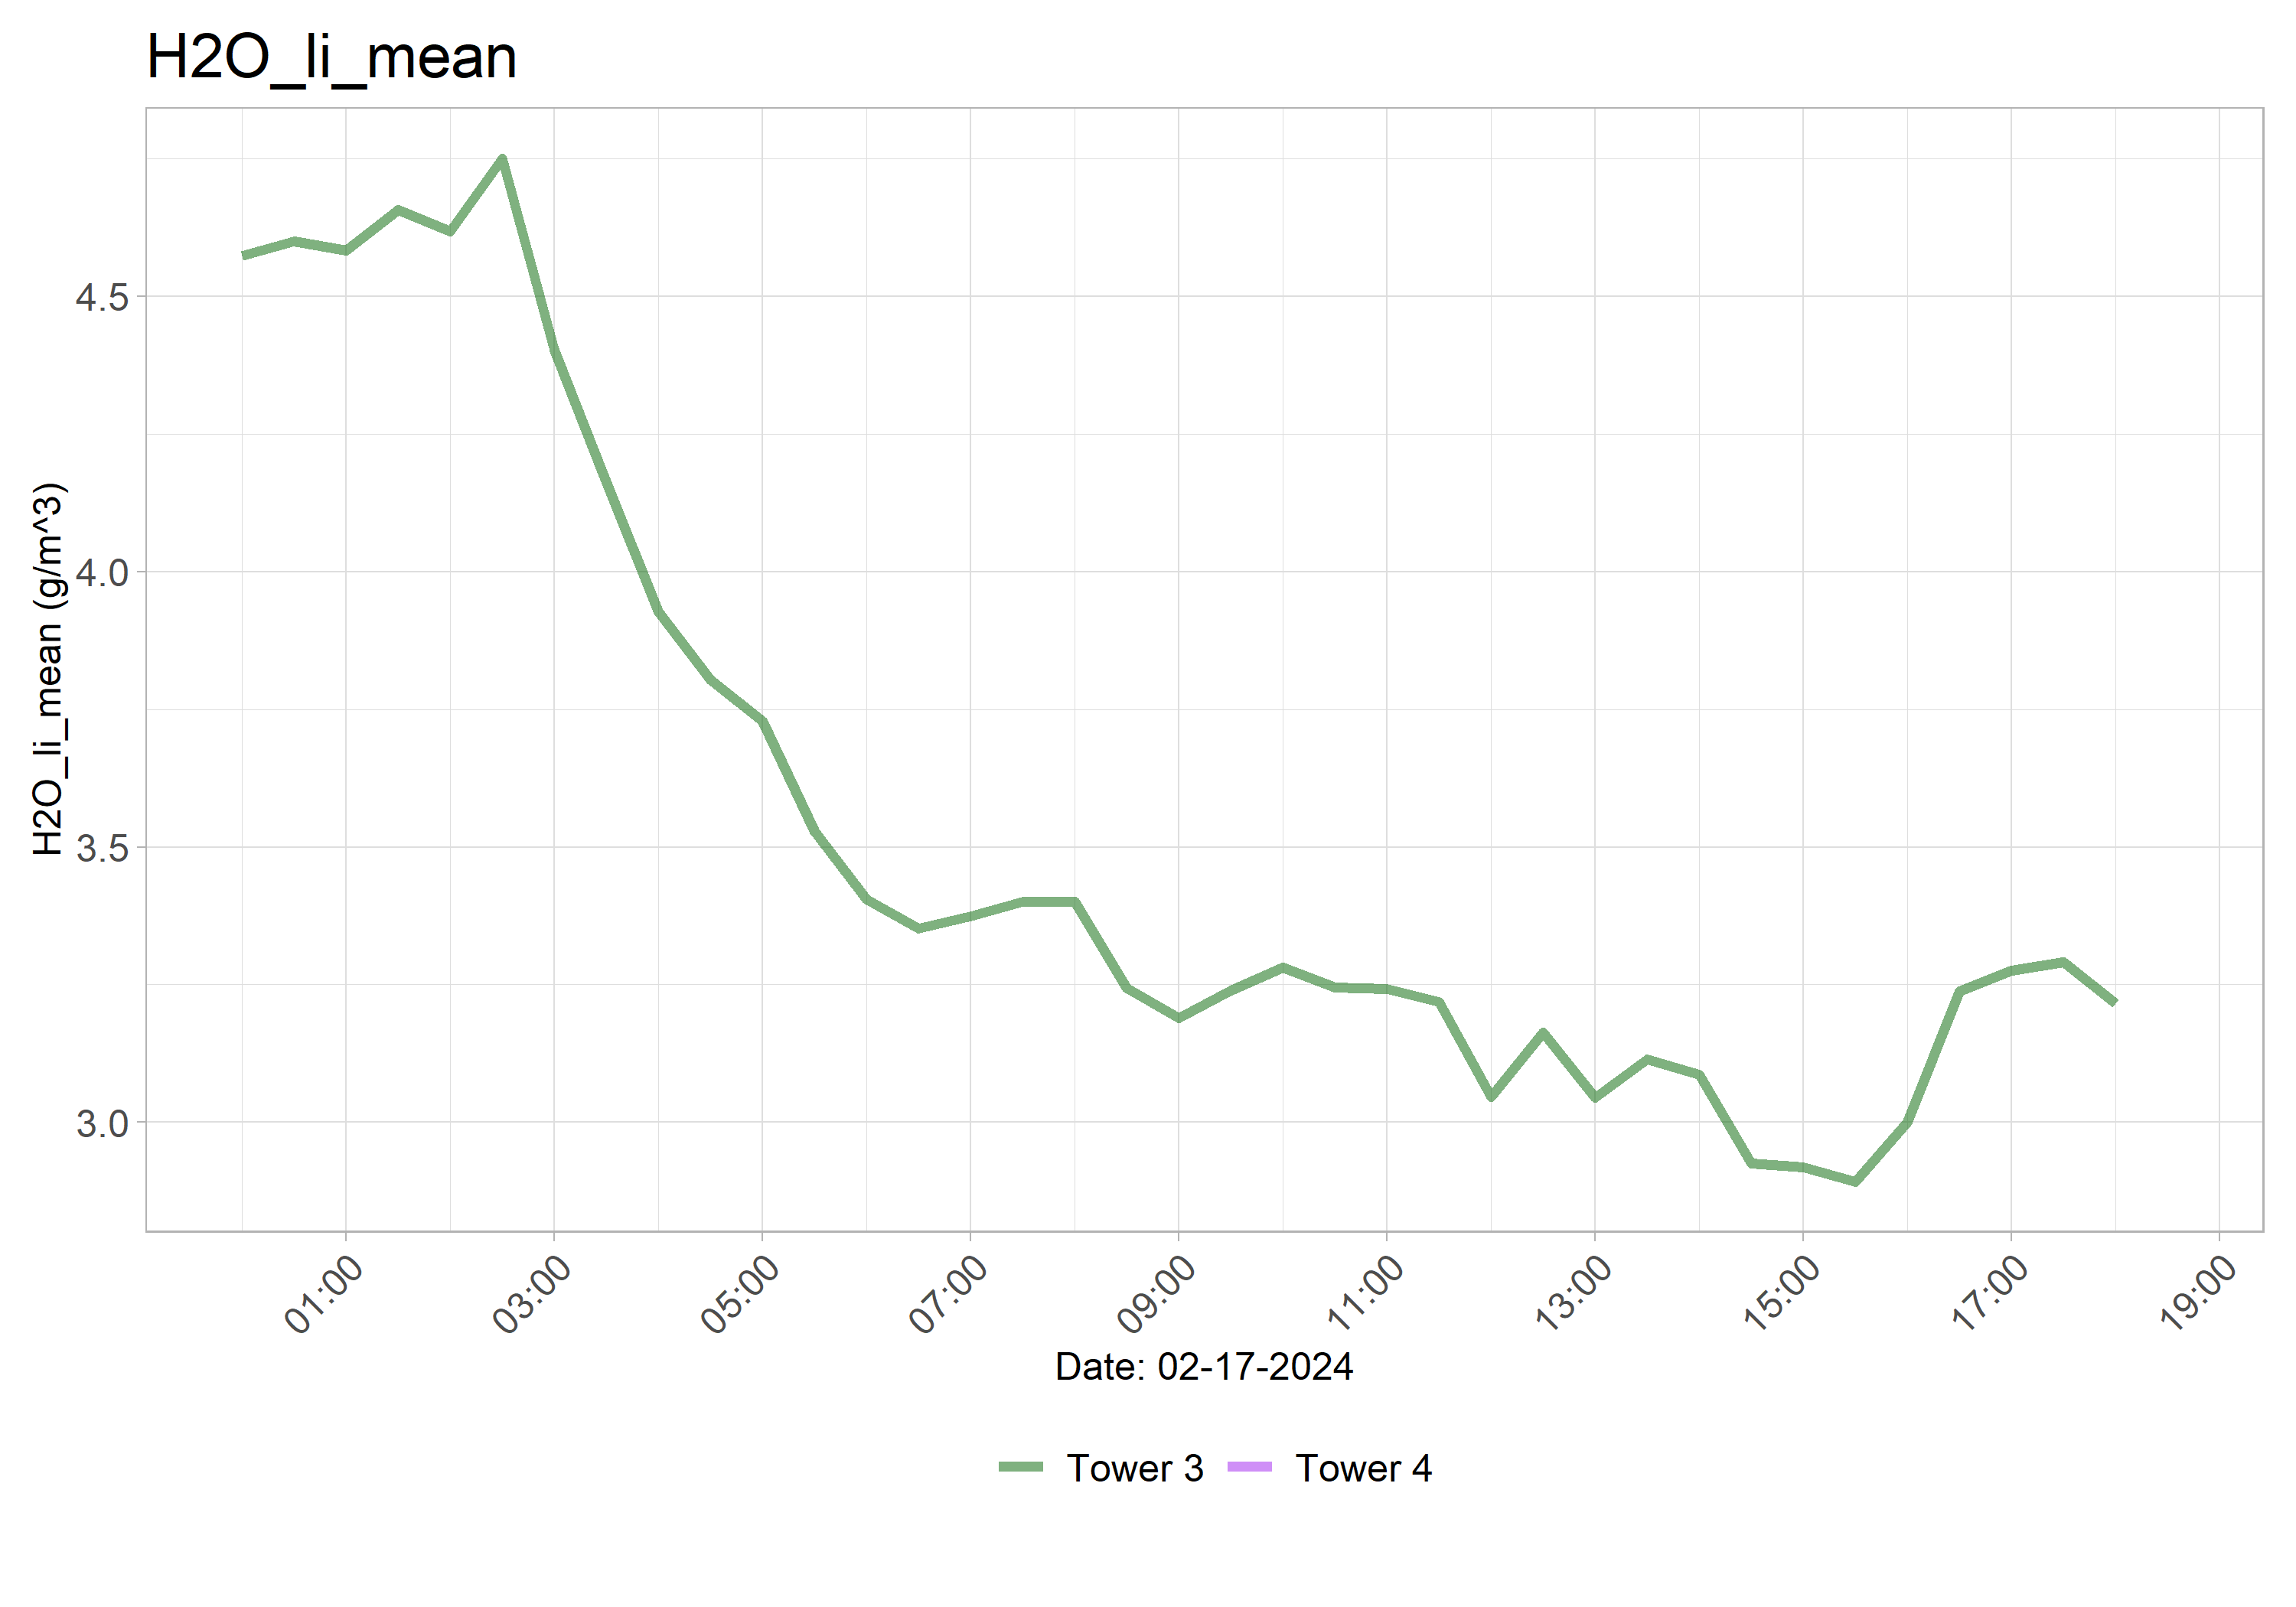 H2O_li_mean
H2O_li_mean (g/m^3)
4.5
4.0
3.5
3.0
01:00
03:00
05:00
07:00
09:00
11:00
13:00
15:00
17:00
19:00
Date: 02-17-2024
Tower 3
Tower 4